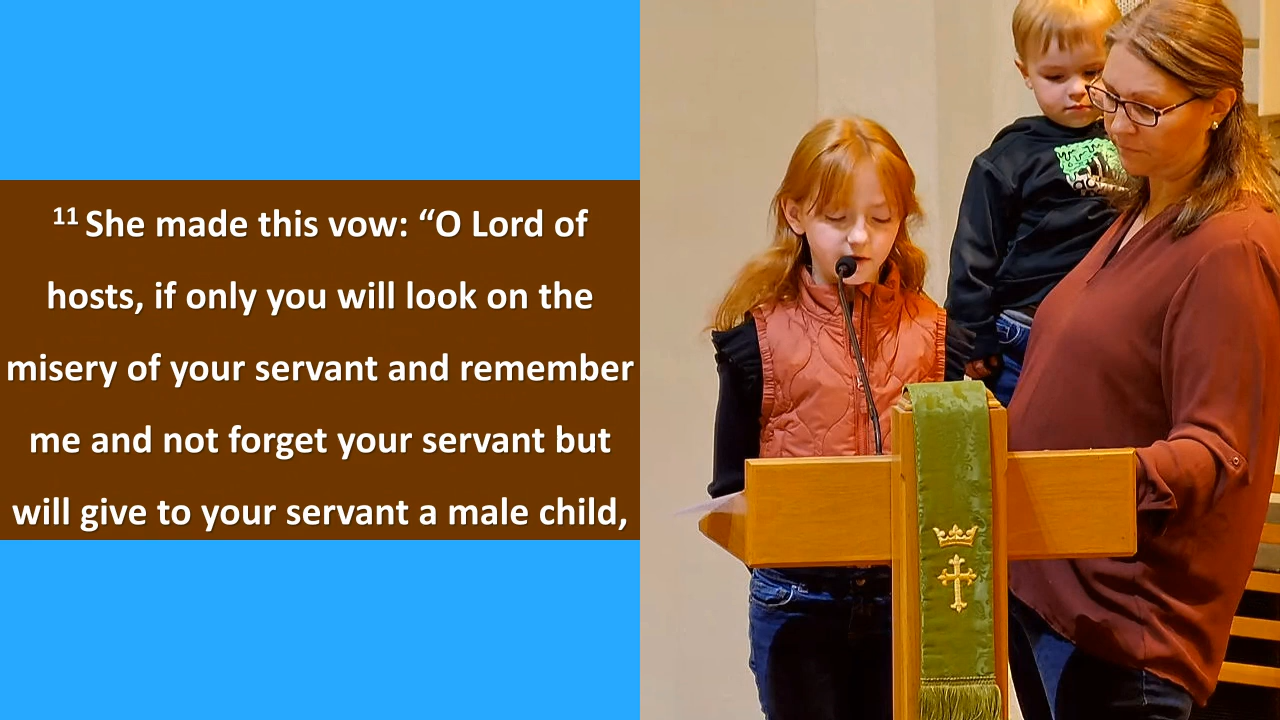 11 She made this vow: “O Lord of
hosts, if only you will look on the
misery of your servant and remember
me and not forget your servant but
will give to your servant a male child,